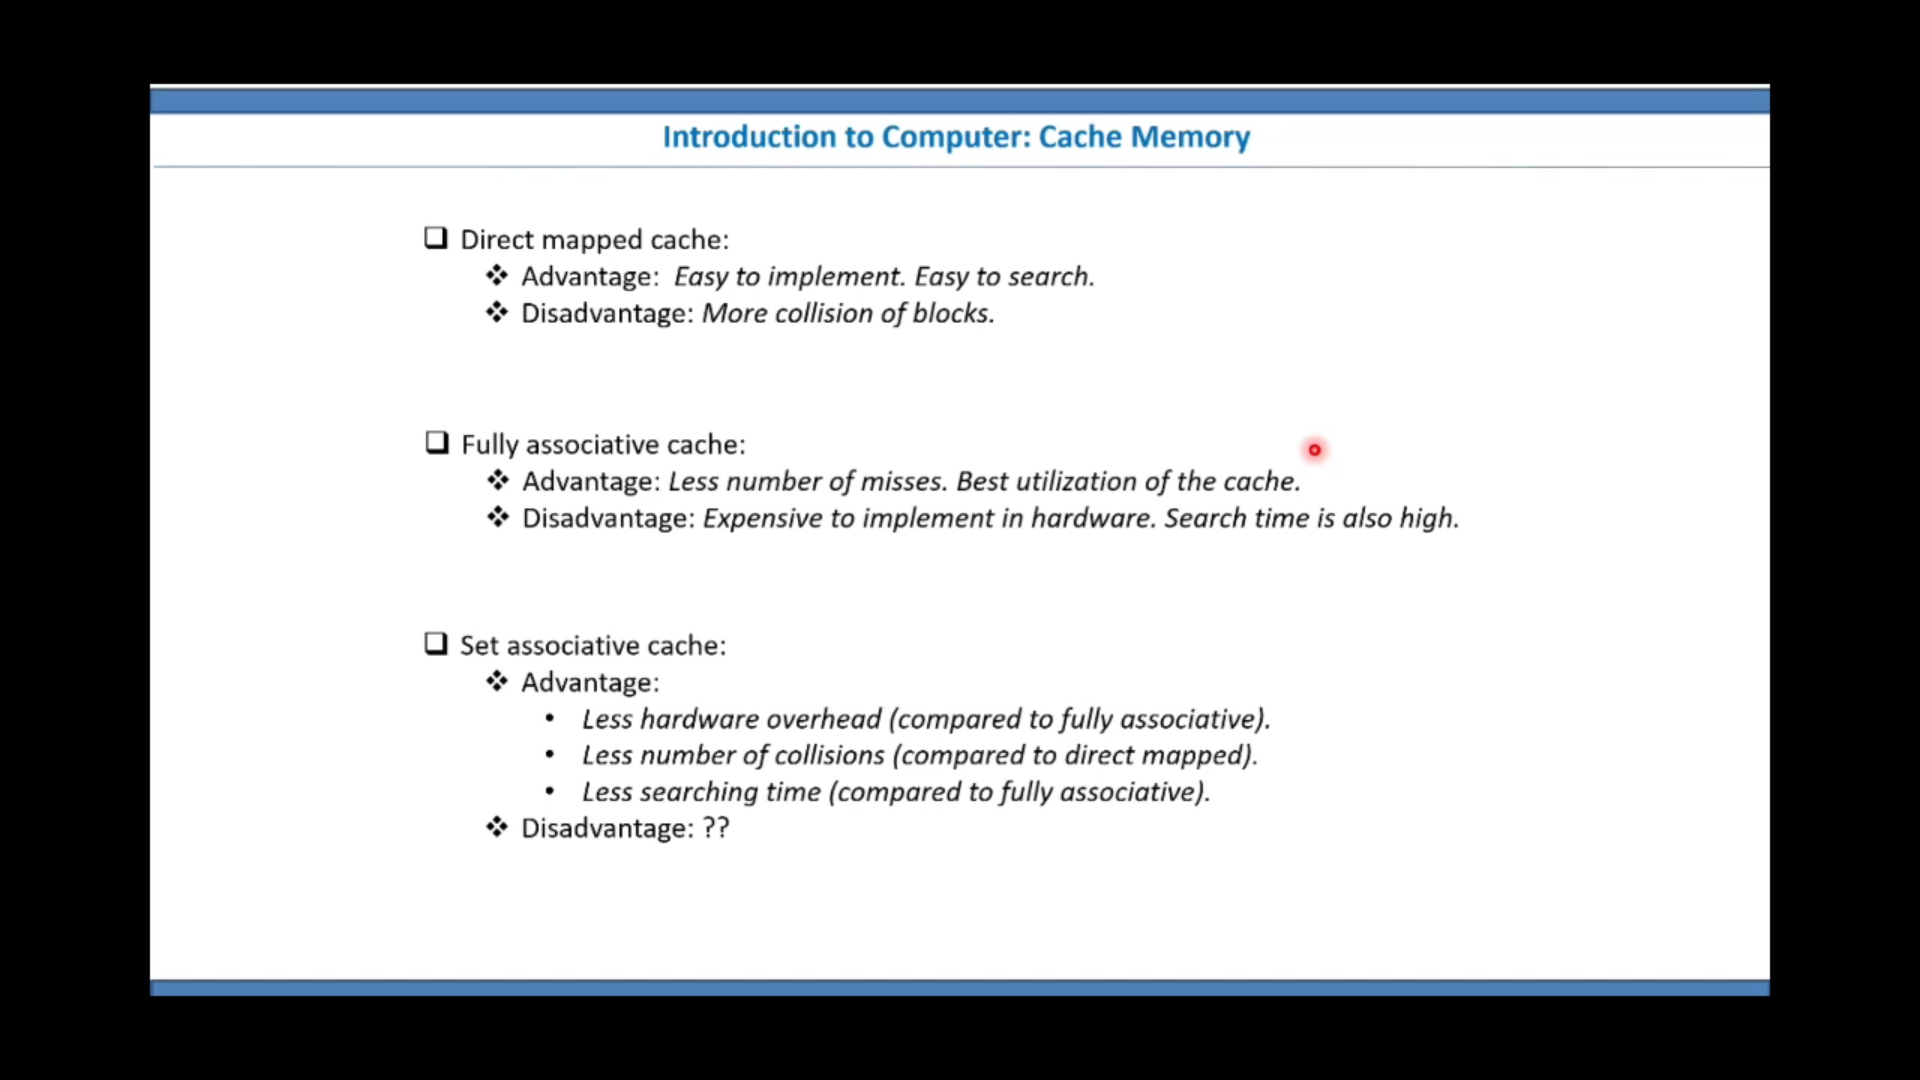 Introduction to Computer: Cache Memory
Direct mapped cache:
Advantage: Easy to implement. Easy to search.
Disadvantage: More collision of blocks.
Fully associative cache:
Advantage: Less number of misses. Best utilization of the cache.
Disadvantage: Expensive to implement in hardware. Search time is also high.
Set associative cache:
Advantage:
• Less hardware overhead (compared to fully associative).
• Less number of collisions (compared to direct mapped).
• Less searching time (compared to fully associative).
Disadvantage: ??